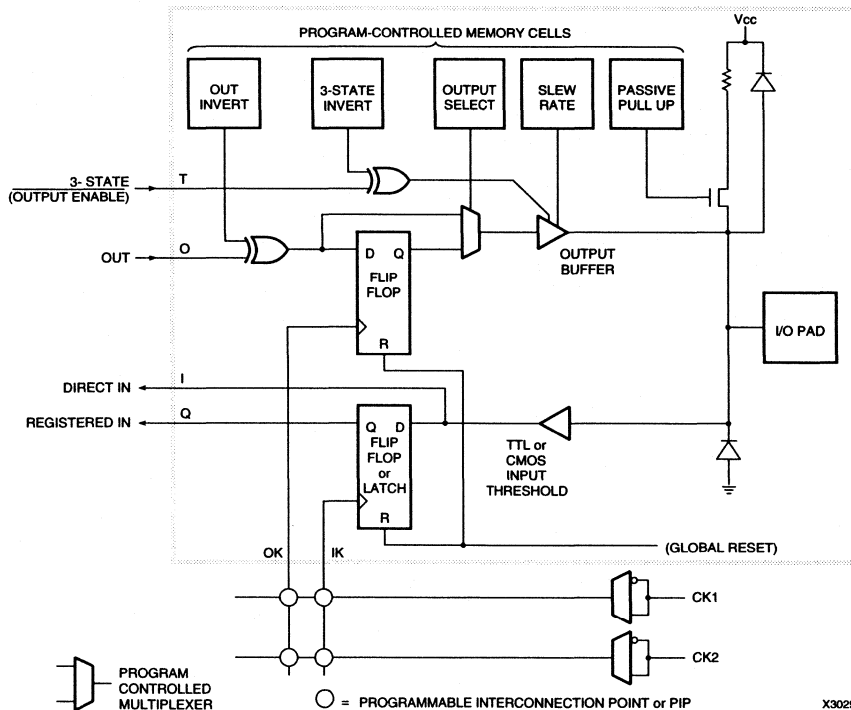 PROGRAM-CONTROLLED MEMORY CELLS
Vcc
OUT
INVERT
3-STATE
INVERT
OUTPUT
SELECT
SLEW
RATE
PASSIVE
PULL UP
3- STATE
(OUTPUT ENABLE)
T
OUT
O
D Q
FLIP
FLOP
R
OUTPUT
BUFFER
I/O PAD
DIRECT IN
I
REGISTERED IN
Q
Q D
FLIP
FLOP
or
LATCH
R
TTL or
CMOS
INPUT
THRESHOLD
OK
IK
(GLOBAL RESET)
CK1
CK2
PROGRAM
CONTROLLED
MULTIPLEXER
= PROGRAMMABLE INTERCONNECTION POINT or PIP
X3029